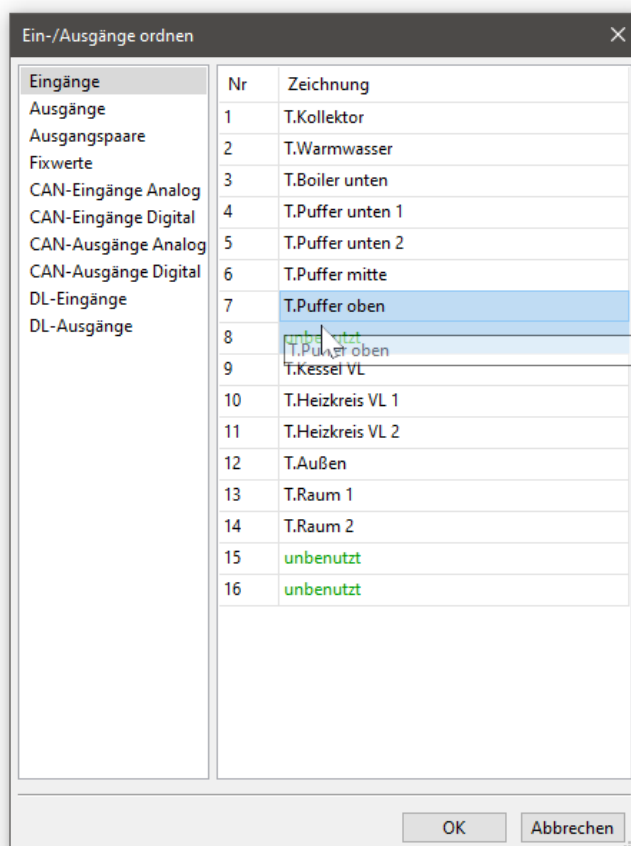 Ein-/Ausgänge ordnen
Eingänge
Ausgänge
Ausgangspaare
Fixwerte
CAN-Eingänge Analog
CAN-Eingänge Digital
CAN-Ausgänge Analog
CAN-Ausgänge Digital
DL-Eingänge
DL-Ausgänge
Nr Zeichnung
1 T.Kollektor
2 T.Warmwasser
3 T.Boiler unten
4 T.Puffer unten 1
5 T.Puffer unten 2
6 T.Puffer mitte
7 T.Puffer oben
8 unbenutzt
T.Puffer oben
9 T.Kessel VL
10 T.Heizkreis VL 1
11 T.Heizkreis VL 2
12 T.Außen
13 T.Raum 1
14 T.Raum 2
15 unbenutzt
16 unbenutzt
OK Abbrechen